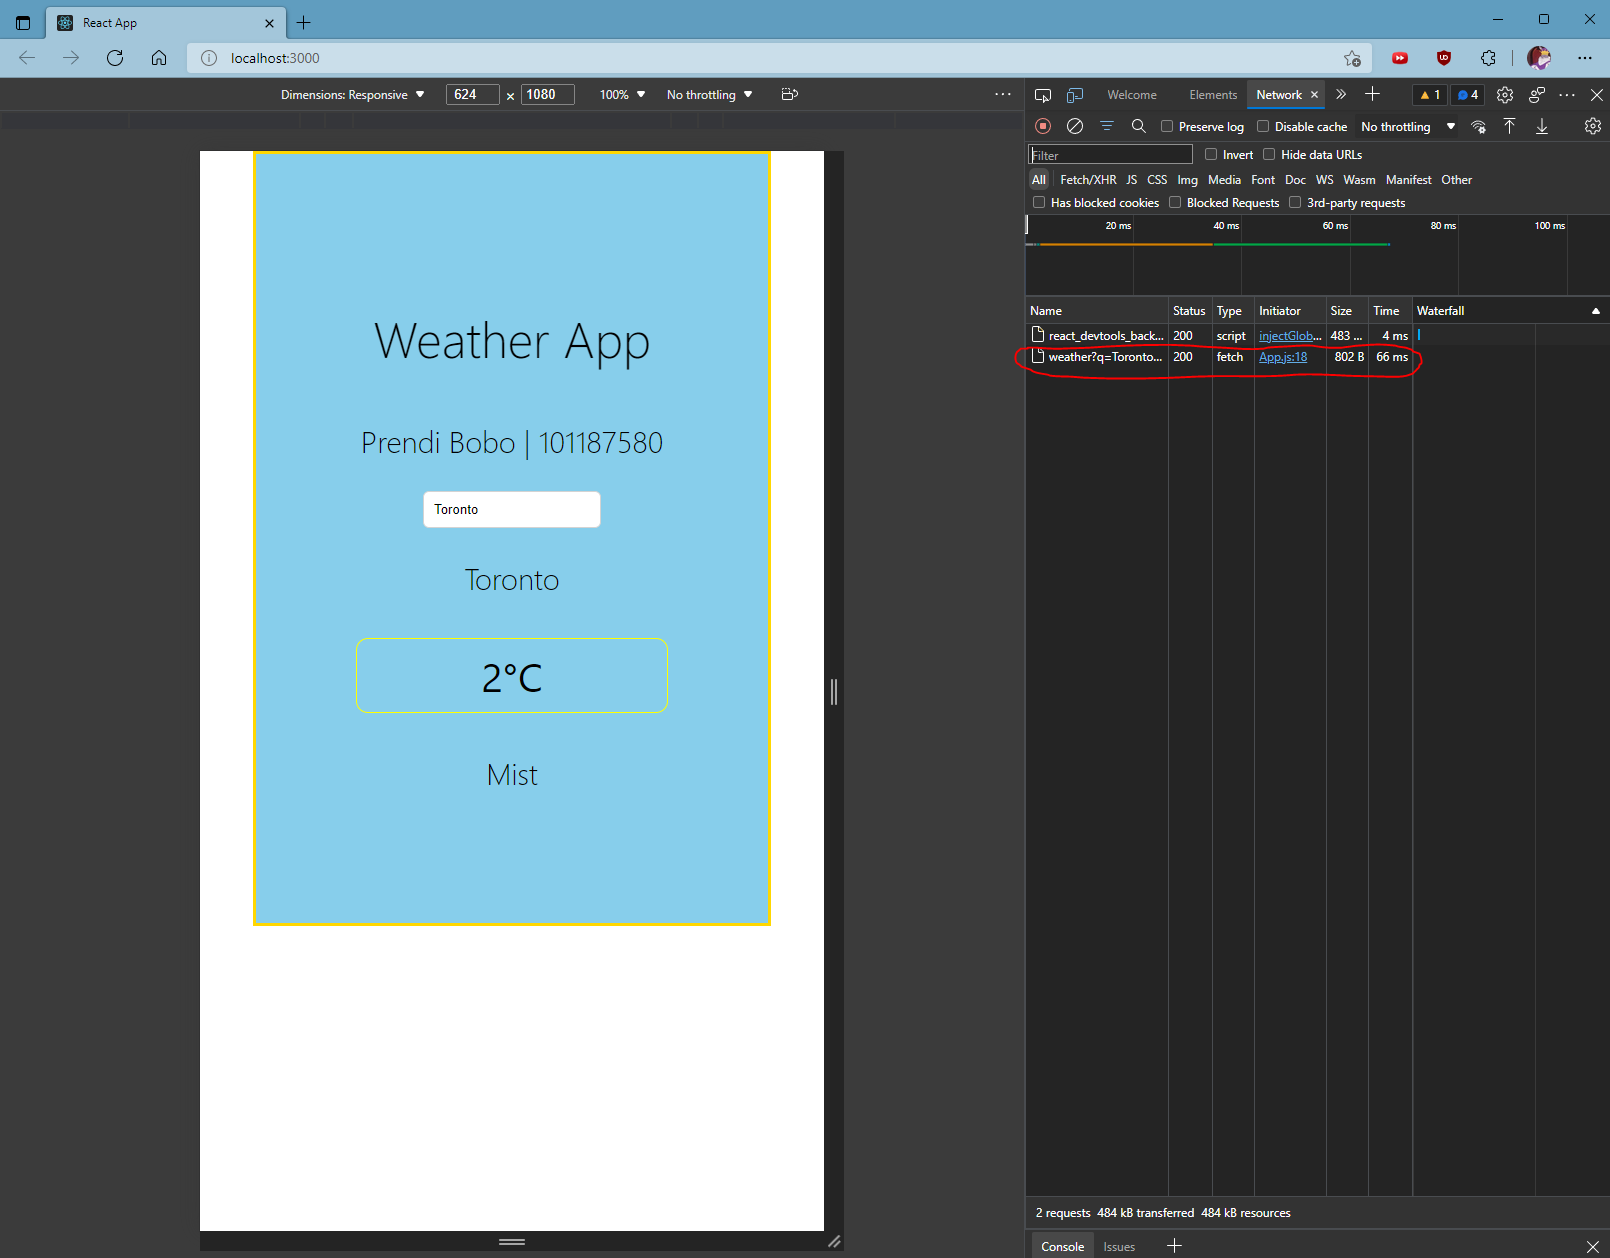 React App
localhost:3000
Dimensions: Responsive 624 × 1080 100% No throttling
Welcome Elements Network 1 4
Preserve log Disable cache No throttling
Filter Invert Hide data URLs
All Fetch/XHR JS CSS Img Media Font Doc WS Wasm Manifest Other
Has blocked cookies Blocked Requests 3rd-party requests
20 ms 40 ms 60 ms 80 ms 100 ms
Name Status Type Initiator Size Time Waterfall
react_devtools_back... 200 script injectGlob... 483 ... 4 ms
weather?q=Toronto... 200 fetch App.js:18 802 B 66 ms
Weather App
Prendi Bobo | 101187580
Toronto
Toronto
2°C
Mist
2 requests 484 kB transferred 484 kB resources
Console Issues